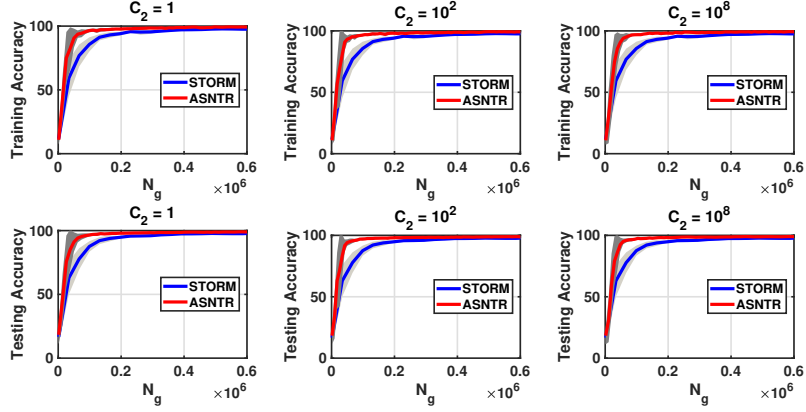 C₂ = 1
Training Accuracy
100
50
0
STORM
ASNTR
0 0.2 0.4 0.6
N_g ×10⁶
C₂ = 10²
Training Accuracy
100
50
0
STORM
ASNTR
0 0.2 0.4 0.6
N_g ×10⁶
C₂ = 10⁸
Training Accuracy
100
50
0
STORM
ASNTR
0 0.2 0.4 0.6
N_g ×10⁶
C₂ = 1
Testing Accuracy
100
50
0
STORM
ASNTR
0 0.2 0.4 0.6
N_g ×10⁶
C₂ = 10²
Testing Accuracy
100
50
0
STORM
ASNTR
0 0.2 0.4 0.6
N_g ×10⁶
C₂ = 10⁸
Testing Accuracy
100
50
0
STORM
ASNTR
0 0.2 0.4 0.6
N_g ×10⁶